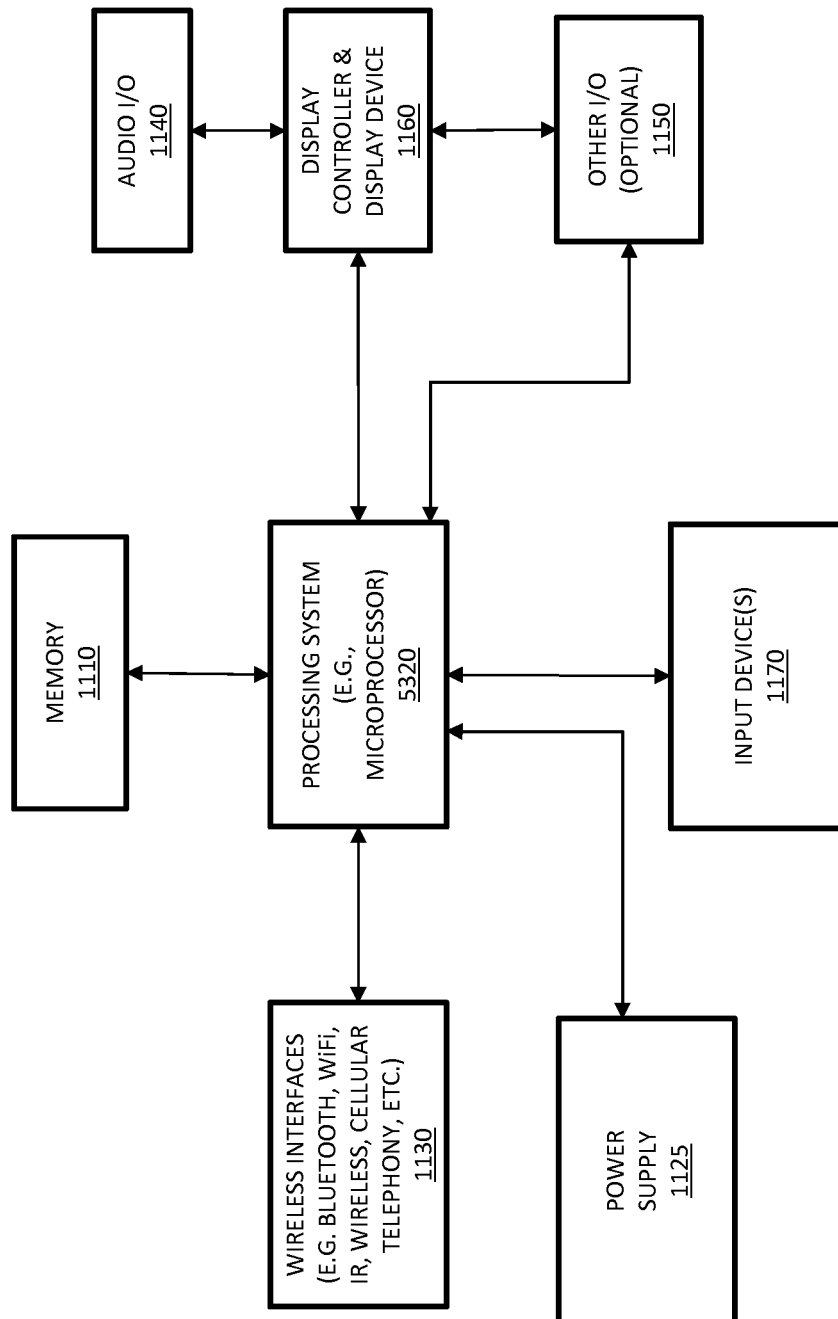 MEMORY
1110
AUDIO I/O
1140
WIRELESS INTERFACES
(E.G. BLUETOOTH, WiFi,
IR, WIRELESS, CELLULAR
TELEPHONY, ETC.)
1130
PROCESSING SYSTEM
(E.G.,
MICROPROCESSOR)
5320
DISPLAY
CONTROLLER &
DISPLAY DEVICE
1160
POWER
SUPPLY
1125
INPUT DEVICE(S)
1170
OTHER I/O
(OPTIONAL)
1150